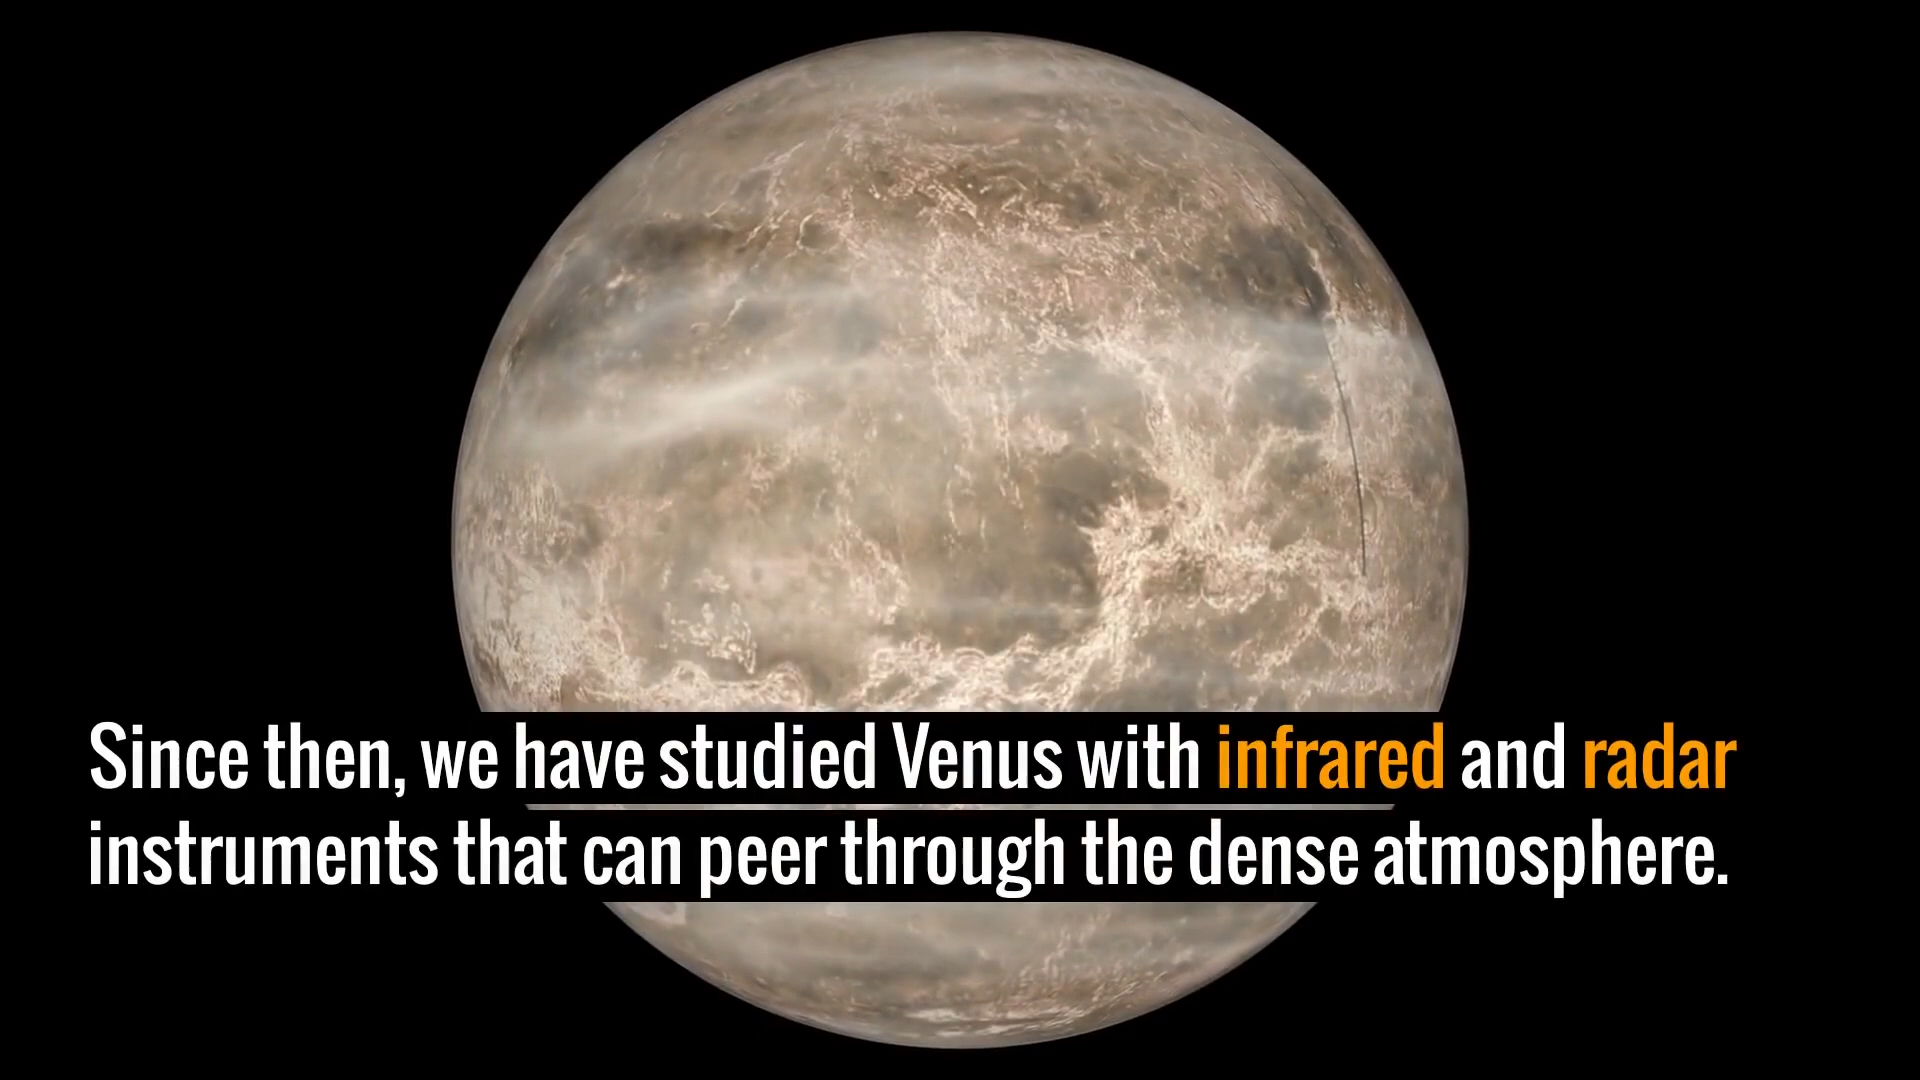 Since then, we have studied Venus with infrared and radar
instruments that can peer through the dense atmosphere.